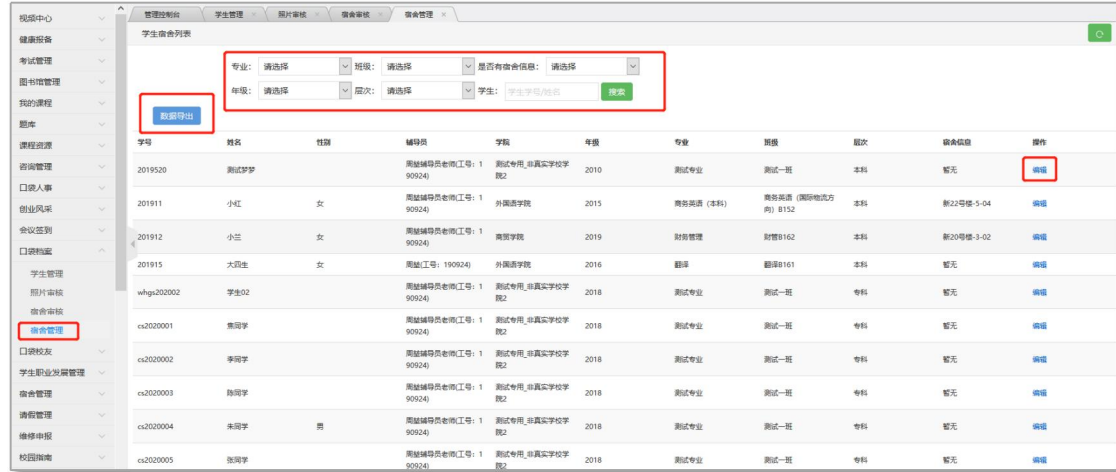 视频中心
健康报备
考试管理
图书馆管理
我的课程
题库
课程资源
咨询管理
口袋人事
创业风采
会议签到
口袋档案
学生管理
照片审核
宿舍审核
宿舍管理
口袋校友
学生职业发展管理
宿舍管理
请假管理
维修申报
校园指南
管理控制台 学生管理 × 照片审核 × 宿舍审核 × 宿舍管理 ×
学生宿舍列表
专业： 请选择 班级： 请选择 是否有宿舍信息： 请选择
年级： 请选择 层次： 请选择 学生： 学生学号/姓名 搜索
数据导出
学号 姓名 性别 辅导员 学院 年级 专业 班级 层次 宿舍信息 操作
2019520 测试梦梦 周堃辅导员老师(工号：1 90924) 测试专用_非真实学校学院2 2010 测试专业 测试一班 本科 暂无 编辑
201911 小红 女 周堃辅导员老师(工号：1 90924) 外国语学院 2015 商务英语（本科） 商务英语（国际物流方向）B152 本科 新22号楼-5-04 编辑
201912 小兰 女 周堃辅导员老师(工号：1 90924) 商贸学院 2019 财务管理 财管B162 本科 新20号楼-3-02 编辑
201915 大四生 女 周堃(工号：190924) 外国语学院 2016 翻译 翻译B161 本科 暂无 编辑
whgs202002 学生02 周堃辅导员老师(工号：1 90924) 测试专用_非真实学校学院2 2018 测试专业 测试一班 专科 暂无 编辑
cs2020001 焦同学 周堃辅导员老师(工号：1 90924) 测试专用_非真实学校学院2 2018 测试专业 测试一班 专科 暂无 编辑
cs2020002 李同学 周堃辅导员老师(工号：1 90924) 测试专用_非真实学校学院2 2018 测试专业 测试一班 专科 暂无 编辑
cs2020003 陈同学 周堃辅导员老师(工号：1 90924) 测试专用_非真实学校学院2 2018 测试专业 测试一班 专科 暂无 编辑
cs2020004 朱同学 男 周堃辅导员老师(工号：1 90924) 测试专用_非真实学校学院2 2018 测试专业 测试一班 专科 暂无 编辑
cs2020005 张同学 周堃辅导员老师(工号：1 90924) 测试专用_非真实学校学院2 2018 测试专业 测试一班 专科 暂无 编辑